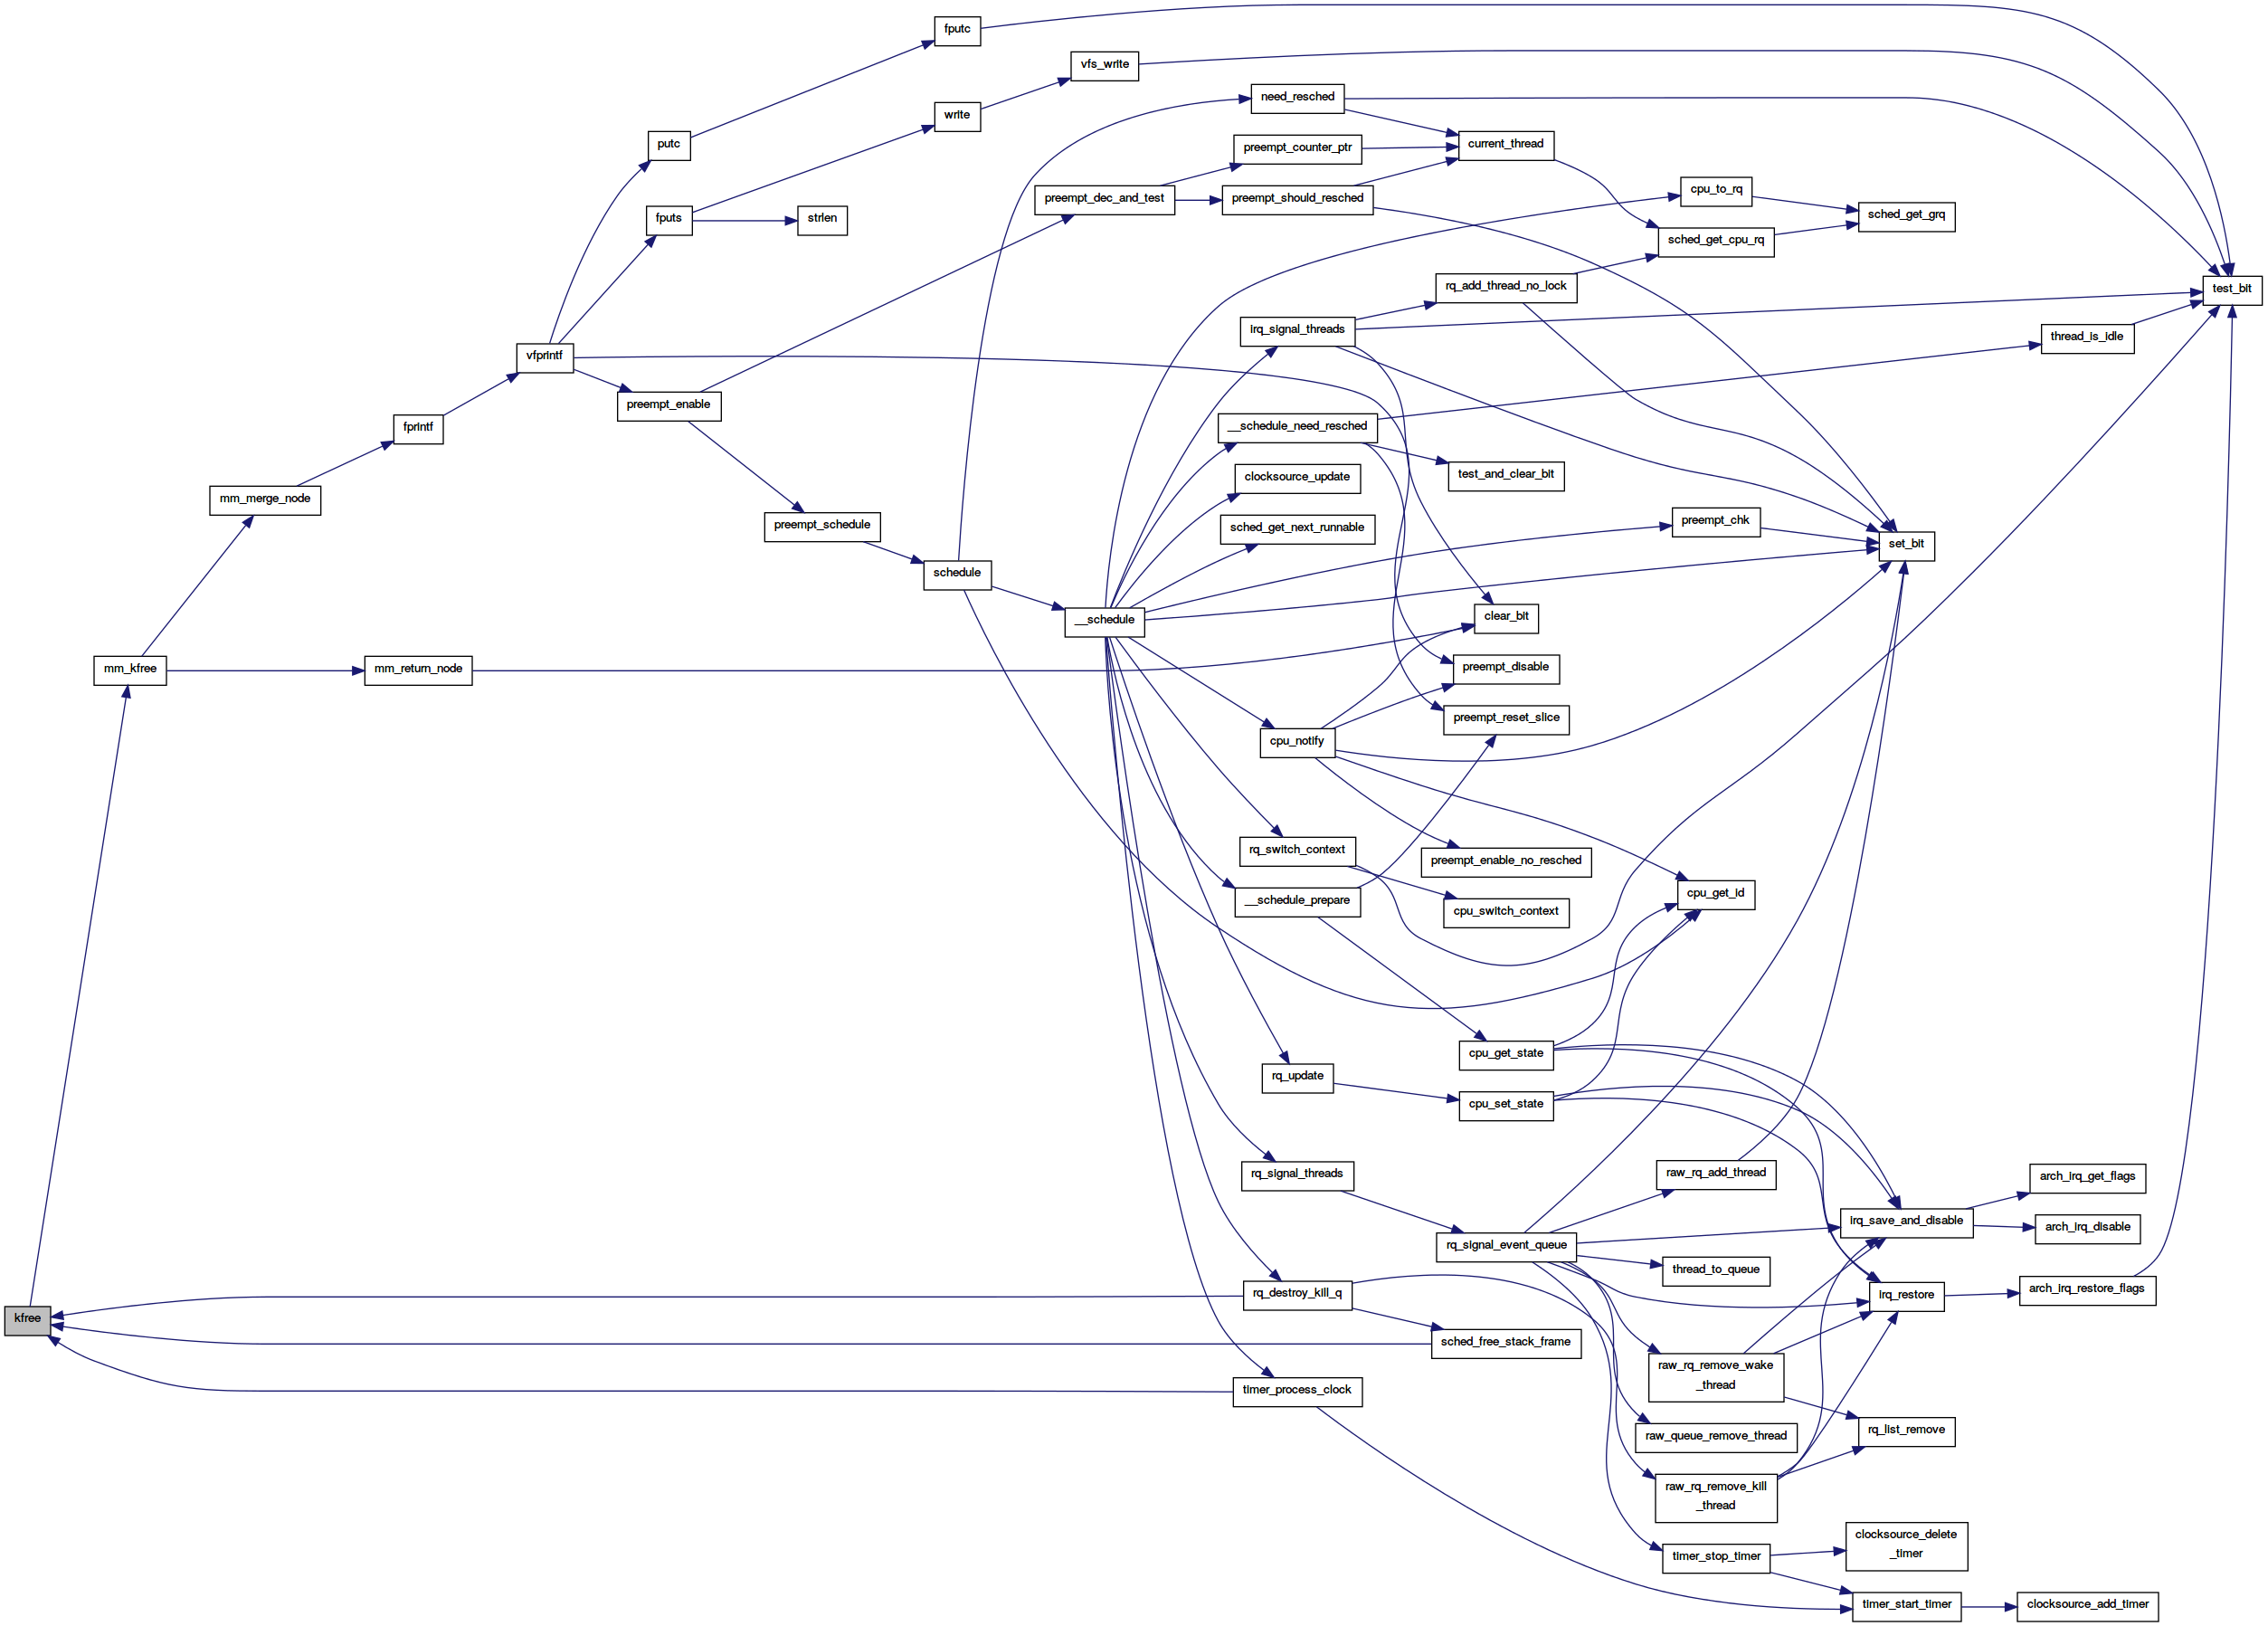 fputc
vfs_write
need_resched
write
putc
preempt_counter_ptr
current_thread
cpu_to_rq
preempt_dec_and_test
preempt_should_resched
fputs
strlen
sched_get_grq
sched_get_cpu_rq
rq_add_thread_no_lock
test_bit
irq_signal_threads
thread_is_idle
vfprintf
preempt_enable
fprintf
__schedule_need_resched
clocksource_update
test_and_clear_bit
mm_merge_node
preempt_schedule
sched_get_next_runnable
preempt_chk
set_bit
schedule
__schedule
clear_bit
mm_kfree
mm_return_node
preempt_disable
preempt_reset_slice
cpu_notify
rq_switch_context
preempt_enable_no_resched
cpu_get_id
__schedule_prepare
cpu_switch_context
cpu_get_state
rq_update
cpu_set_state
rq_signal_threads
raw_rq_add_thread
arch_irq_get_flags
irq_save_and_disable
arch_irq_disable
rq_signal_event_queue
thread_to_queue
rq_destroy_kill_q
irq_restore
arch_irq_restore_flags
kfree
sched_free_stack_frame
raw_rq_remove_wake
_thread
timer_process_clock
rq_list_remove
raw_queue_remove_thread
raw_rq_remove_kill
_thread
clocksource_delete
_timer
timer_stop_timer
timer_start_timer
clocksource_add_timer